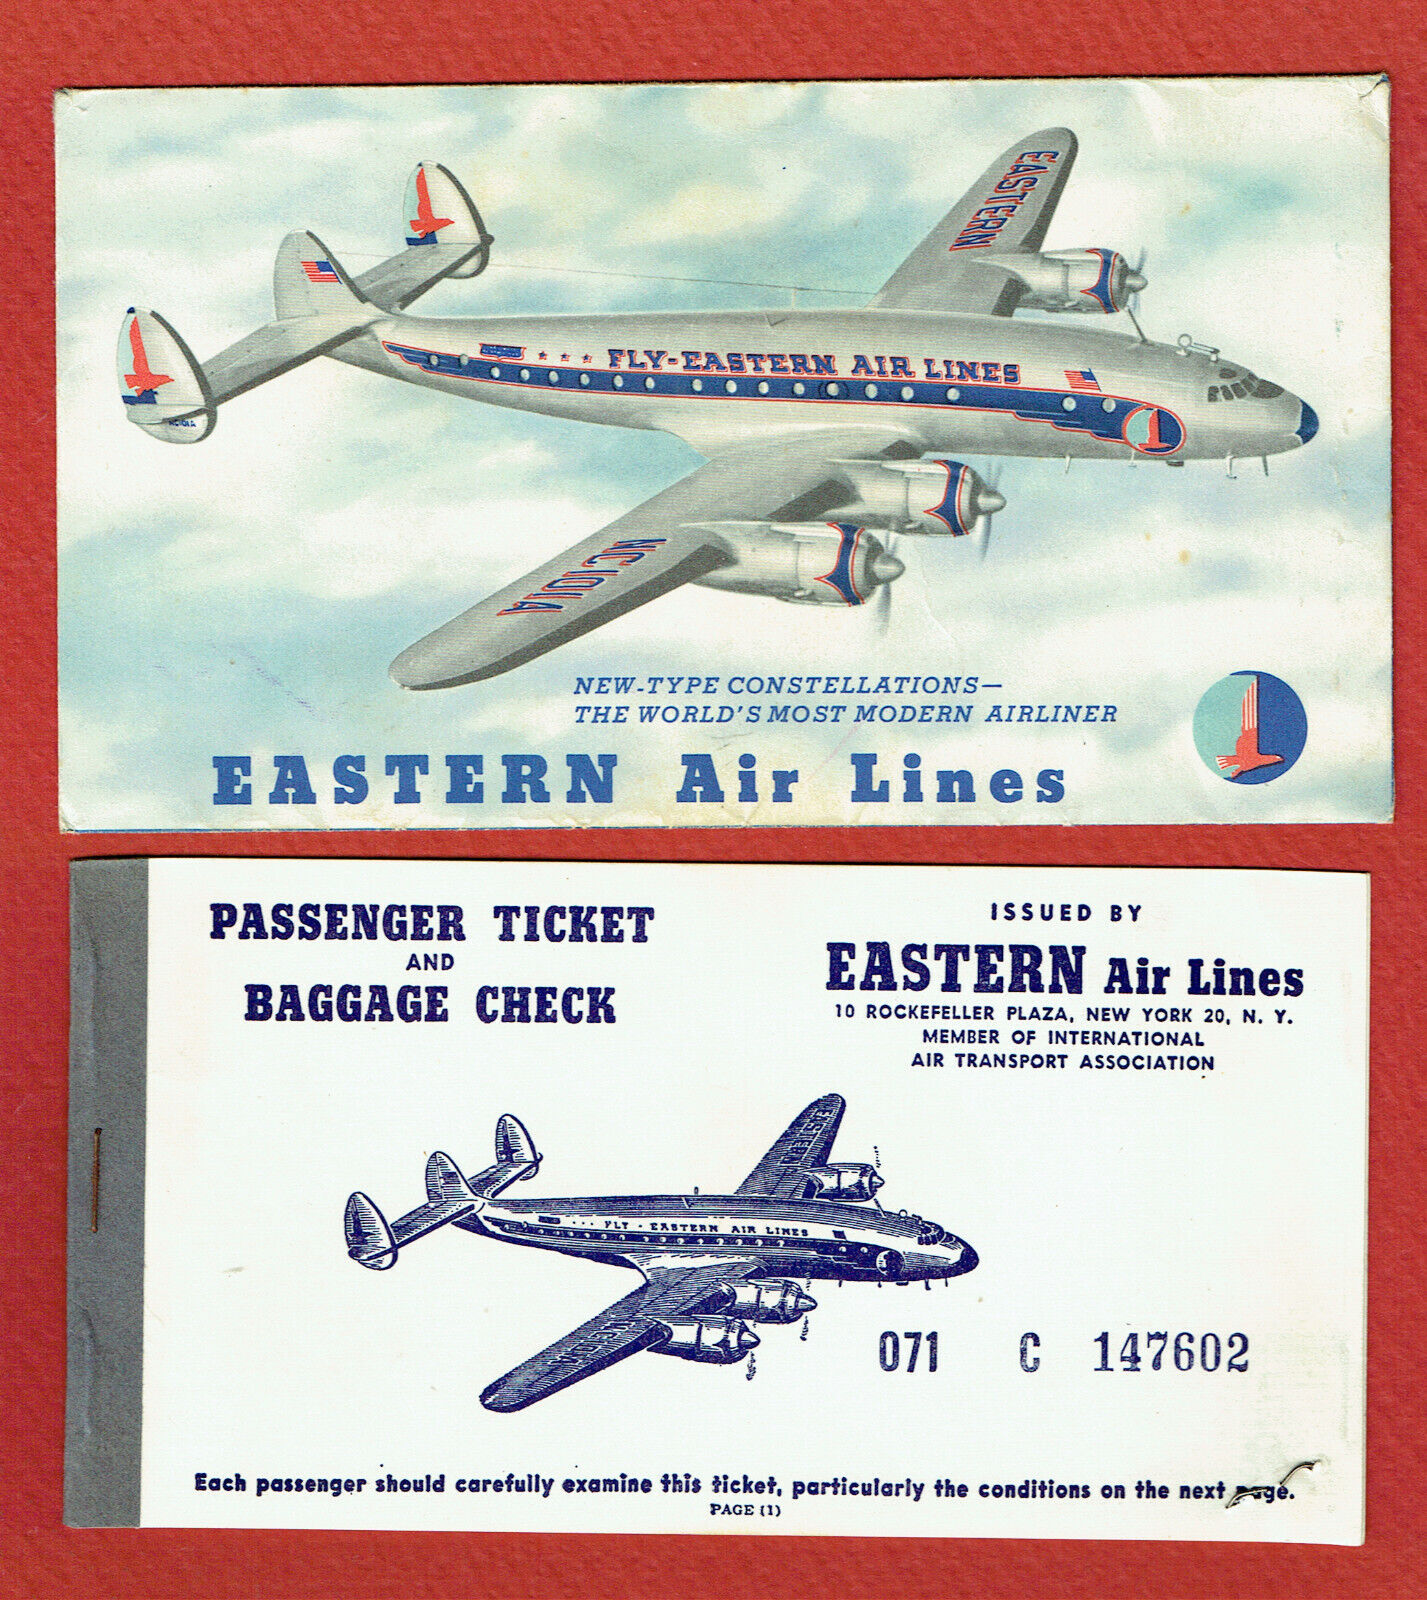 EASTERN
FLY-EASTERN AIR LINES
NC101A
NC101A
NEW-TYPE CONSTELLATIONS—
THE WORLD'S MOST MODERN AIRLINER
EASTERN Air Lines
PASSENGER TICKET
AND
BAGGAGE CHECK
ISSUED BY
EASTERN Air Lines
10 ROCKEFELLER PLAZA, NEW YORK 20, N. Y.
MEMBER OF INTERNATIONAL
AIR TRANSPORT ASSOCIATION
FLY - EASTERN AIR LINES
NC101A
071 C 147602
Each passenger should carefully examine this ticket, particularly the conditions on the next page.
PAGE (1)